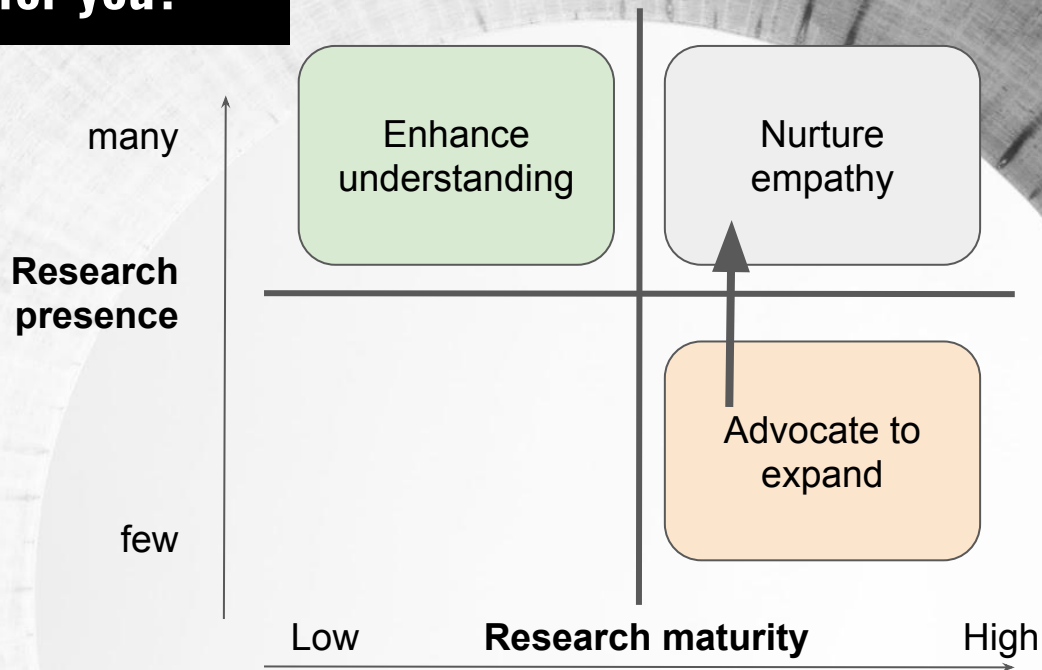 for you?
many
Enhance
understanding
Nurture
empathy
Research
presence
Advocate to
expand
few
Low
Research maturity
High